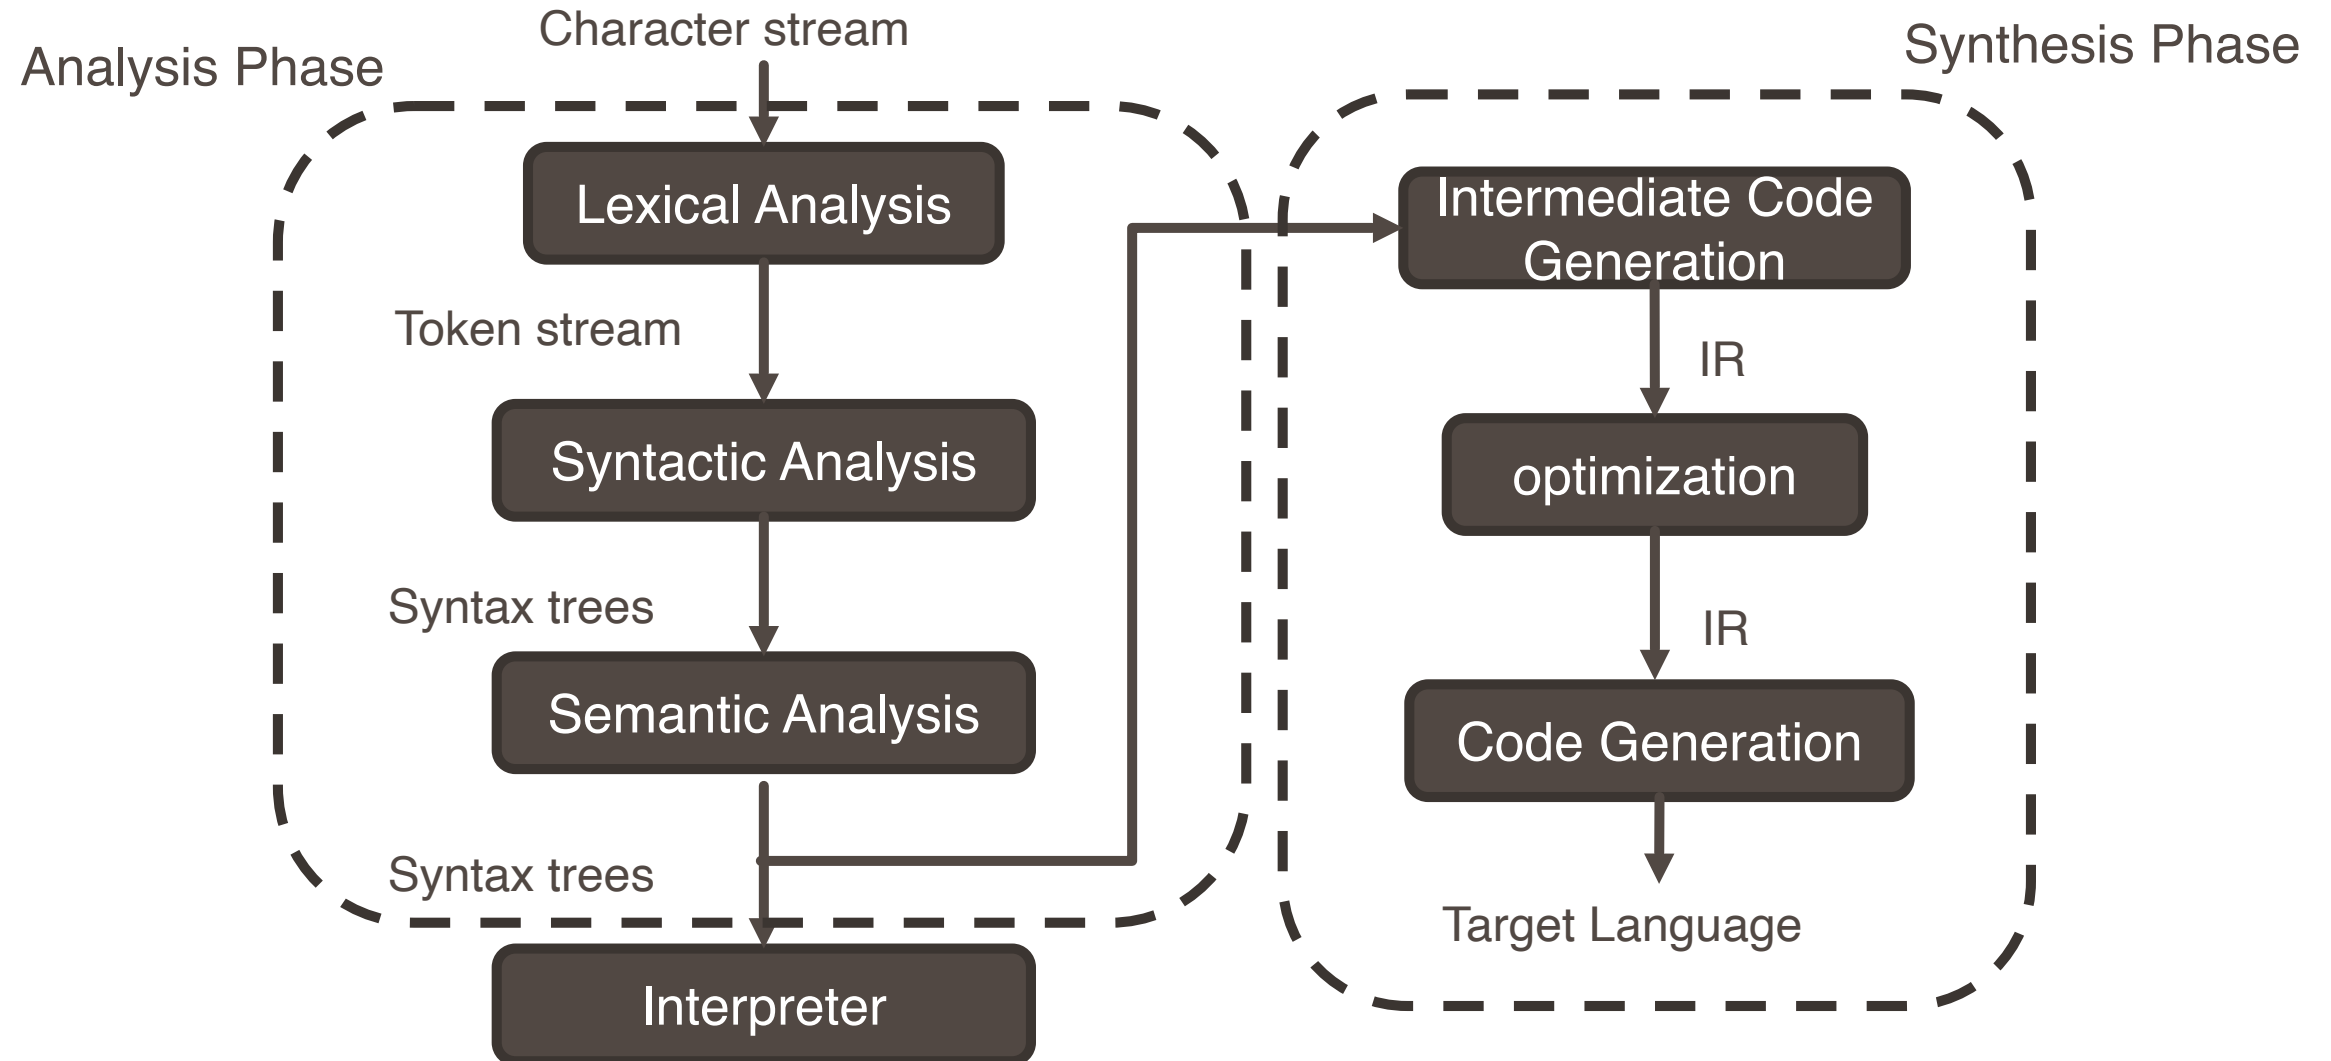 Character stream
Analysis Phase
Lexical Analysis
Token stream
Syntactic Analysis
Syntax trees
Semantic Analysis
Syntax trees
Interpreter
Synthesis Phase
Intermediate Code
Generation
IR
optimization
IR
Code Generation
Target Language